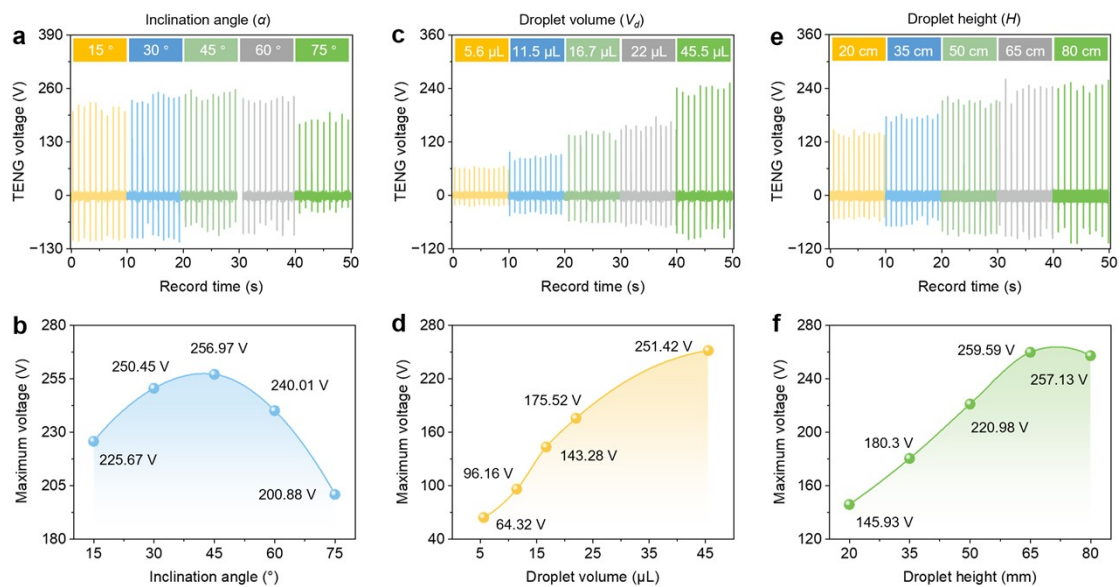 Inclination angle (α)
a
390
260
130
0
−130
TENG voltage (V)
15 ° 30 ° 45 ° 60 ° 75 °
0 10 20 30 40 50
Record time (s)
Droplet volume (Vd)
c
360
240
120
0
−120
TENG voltage (V)
5.6 µL 11.5 µL 16.7 µL 22 µL 45.5 µL
0 10 20 30 40 50
Record time (s)
Droplet height (H)
e
360
240
120
0
−120
TENG voltage (V)
20 cm 35 cm 50 cm 65 cm 80 cm
0 10 20 30 40 50
Record time (s)
b
280
255
230
205
180
Maximum voltage (V)
225.67 V
250.45 V
256.97 V
240.01 V
200.88 V
15 30 45 60 75
Inclination angle (°)
d
280
220
160
100
40
Maximum voltage (V)
64.32 V
96.16 V
143.28 V
175.52 V
251.42 V
5 15 25 35 45
Droplet volume (µL)
f
280
240
200
160
120
Maximum voltage (V)
145.93 V
180.3 V
220.98 V
259.59 V
257.13 V
20 35 50 65 80
Droplet height (mm)